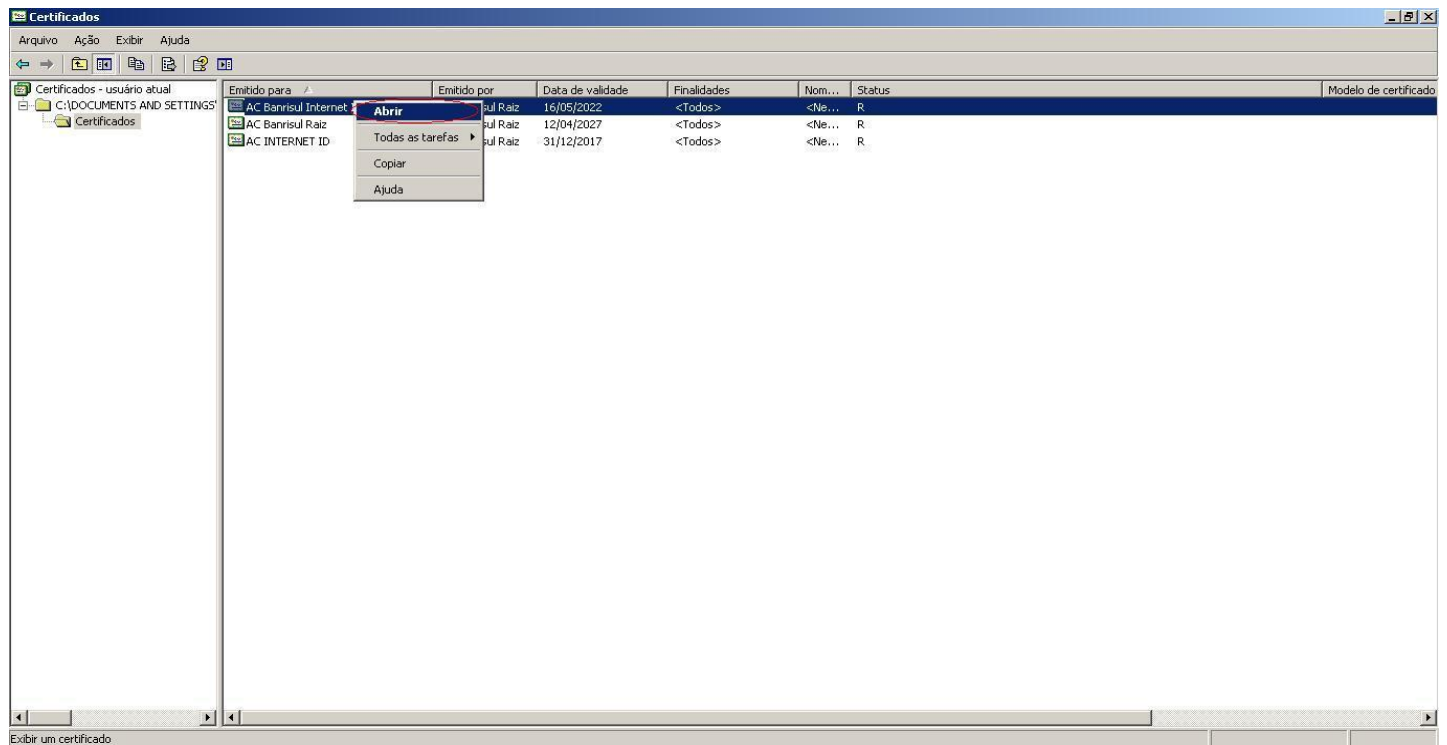 Certificados
Arquivo Ação Exibir Ajuda
Certificados - usuário atual
C:\DOCUMENTS AND SETTINGS
Certificados
Emitido para Emitido por Data de validade Finalidades Nom... Status Modelo de certificado
AC Banrisul Internet sul Raiz 16/05/2022 <Todos> <Ne... R
AC Banrisul Raiz sul Raiz 12/04/2027 <Todos> <Ne... R
AC INTERNET ID sul Raiz 31/12/2017 <Todos> <Ne... R
Abrir
Todas as tarefas
Copiar
Ajuda
Exibir um certificado